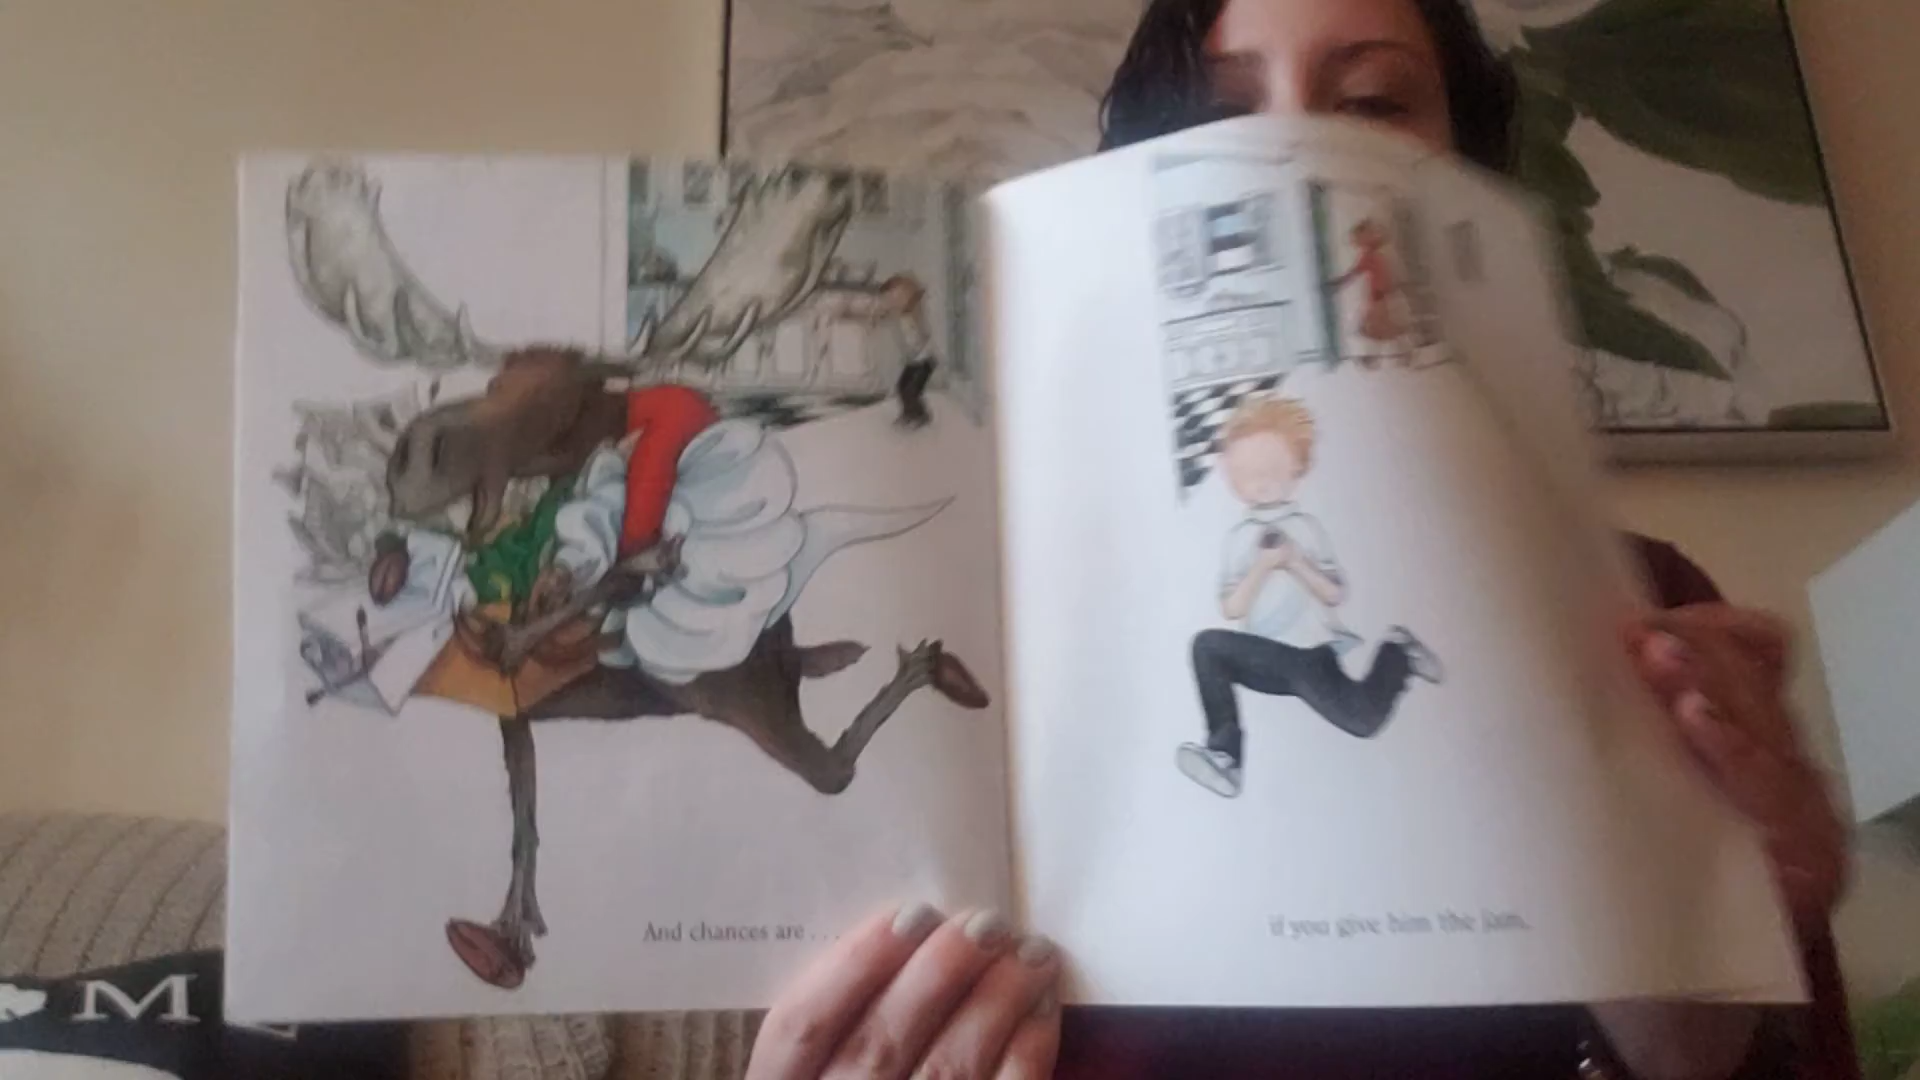 And chances are . . .
if you give him the jam,
M